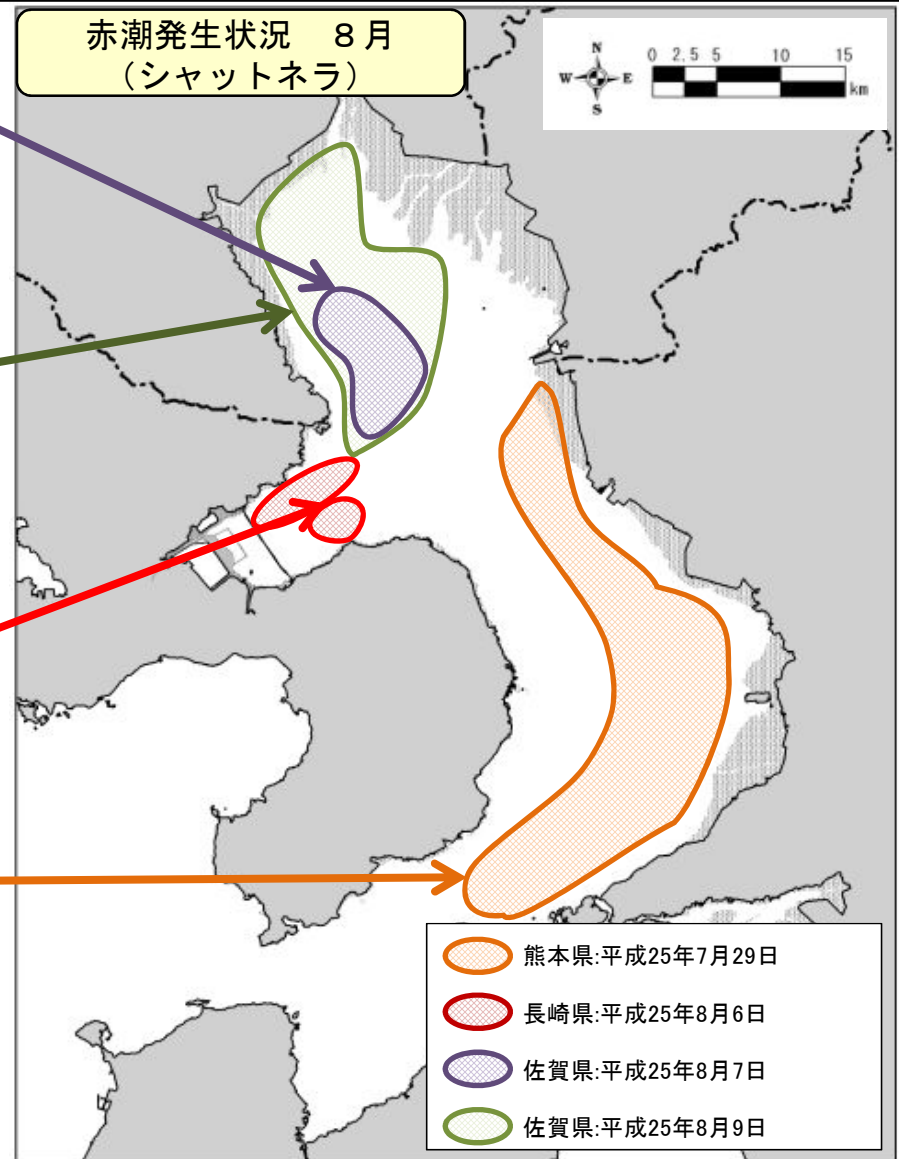 赤潮発生状況　８月
（シャットネラ）
N
W E
S
0 2.5 5 10 15
km
熊本県:平成25年7月29日
長崎県:平成25年8月6日
佐賀県:平成25年8月7日
佐賀県:平成25年8月9日